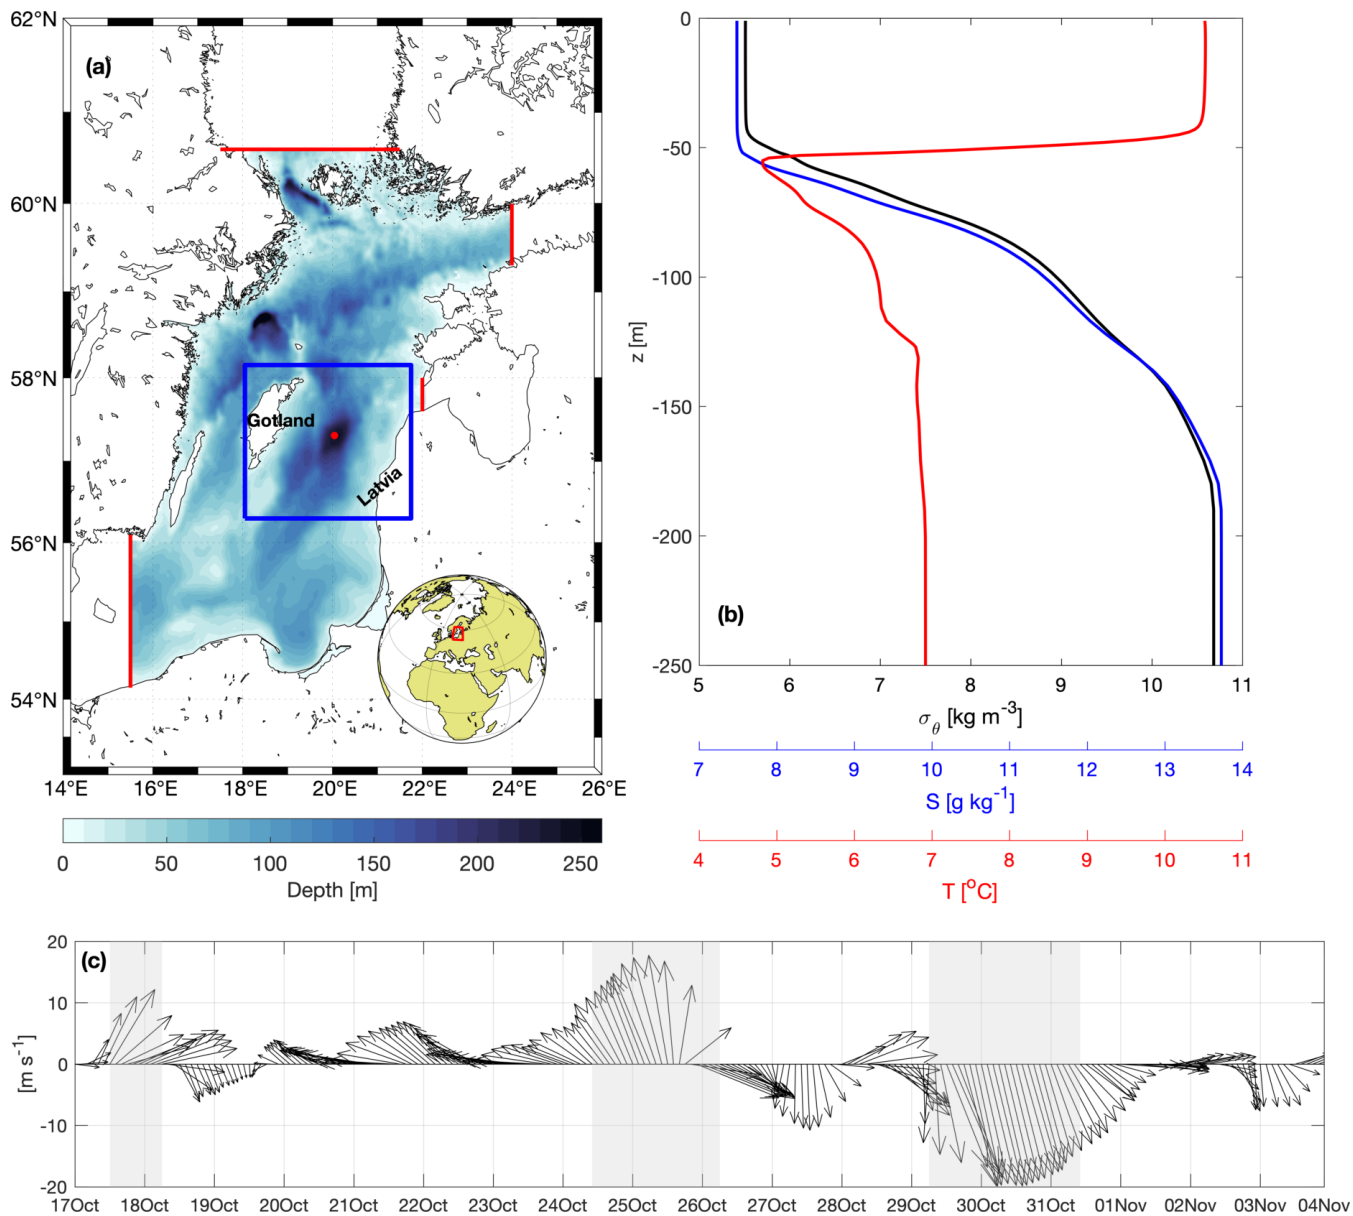 62°N
60°N
58°N
56°N
54°N
(a)
Gotland
Latvia
14°E 16°E 18°E 20°E 22°E 24°E 26°E
0 50 100 150 200 250
Depth [m]
0
-50
-100
-150
-200
-250
z [m]
(b)
5 6 7 8 9 10 11
σθ [kg m-3]
7 8 9 10 11 12 13 14
S [g kg-1]
4 5 6 7 8 9 10 11
T [oC]
(c)
20
10
0
-10
-20
[m s-1]
17Oct 18Oct 19Oct 20Oct 21Oct 22Oct 23Oct 24Oct 25Oct 26Oct 27Oct 28Oct 29Oct 30Oct 31Oct 01Nov 02Nov 03Nov 04Nov